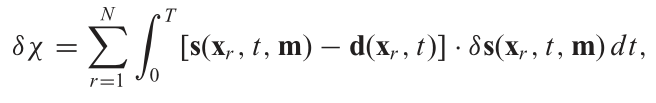 δχ = ∑_{r=1}^{N} ∫_0^T [s(x_r, t, m) − d(x_r, t)] · δs(x_r, t, m) dt,